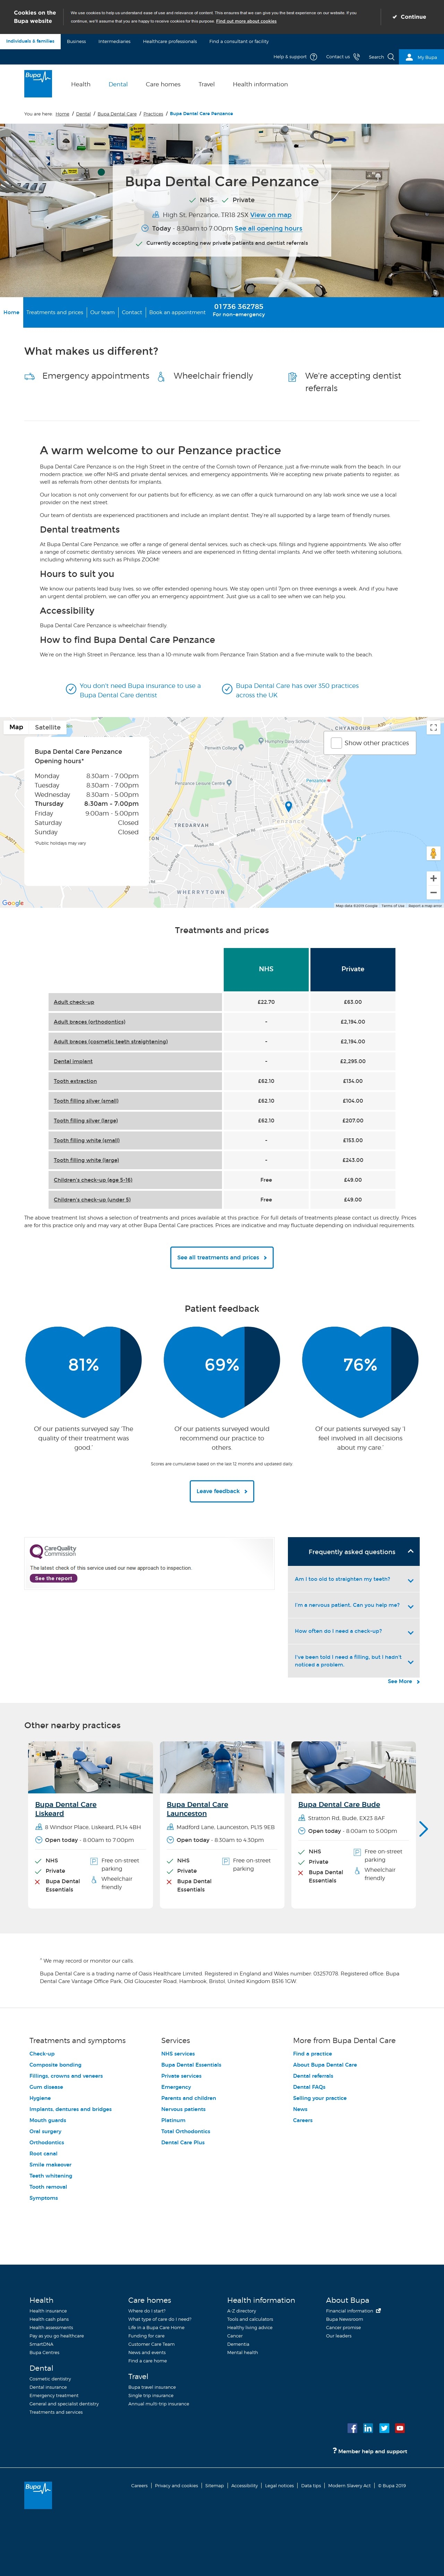 Cookies on the
Bupa website
We use cookies to help us understand ease of use and relevance of content. This ensures that we can give you the best experience on our website. If you
continue, we'll assume that you are happy to receive cookies for this purpose. Find out more about cookies
Continue
Individuals & families
Business
Intermediaries
Healthcare professionals
Find a consultant or facility
Help & support
Contact us
Search
My Bupa
Bupa
Health
Dental
Care homes
Travel
Health information
You are here: Home / Dental / Bupa Dental Care / Practices / Bupa Dental Care Penzance
Bupa Dental Care Penzance
NHS
Private
High St, Penzance, TR18 2SX View on map
Today - 8:30am to 7:00pm See all opening hours
Currently accepting new private patients and dentist referrals
Home
Treatments and prices
Our team
Contact
Book an appointment
01736 362785
For non-emergency
What makes us different?
Emergency appointments
Wheelchair friendly
We're accepting dentist
referrals
A warm welcome to our Penzance practice
Bupa Dental Care Penzance is on the High Street in the centre of Cornish town of Penzance, just a five-minute walk from the beach. In our
modern practice, we offer NHS and private dental services, and emergency appointments. We're accepting new private patients to register, as
well as referrals from other dentists for implants.
Our location is not only convenient for our patients but for efficiency, as we can offer a quick turnaround for any lab work since we use a local
provider on the next street.
Our team of dentists are experienced practitioners and include an implant dentist. They're all supported by a large team of friendly nurses.
Dental treatments
At Bupa Dental Care Penzance, we offer a range of general dental services, such as check-ups, fillings and hygiene appointments. We also offer
a range of cosmetic dentistry services. We place veneers and are experienced in fitting dental implants. And we offer teeth whitening solutions,
including whitening kits such as Philips ZOOM!
Hours to suit you
We know our patients lead busy lives, so we offer extended opening hours. We stay open until 7pm on three evenings a week. And if you have
an urgent dental problem, we can offer you an emergency appointment. Just give us a call to see when we can help you.
Accessibility
Bupa Dental Care Penzance is wheelchair friendly.
How to find Bupa Dental Care Penzance
We're on the High Street in Penzance, less than a 10-minute walk from Penzance Train Station and a five-minute walk to the beach.
You don't need Bupa insurance to use a
Bupa Dental Care dentist
Bupa Dental Care has over 350 practices
across the UK
Map
Satellite
CHYANDOUR
Humphry Davy School
Penwith College
Show other practices
Bupa Dental Care Penzance
Opening hours*
Monday 8:30am - 7:00pm
Tuesday 8:30am - 7:00pm
Wednesday 8:30am - 5:00pm
Thursday 8:30am - 7:00pm
Friday 9:00am - 5:00pm
Saturday Closed
Sunday Closed
*Public holidays may vary
Penzance Leisure Centre
Penzance
TREDARVAH
Penzance
WHERRYTOWN
Google
Map data ©2019 Google
Terms of Use
Report a map error
Treatments and prices
NHS
Private
Adult check-up £22.70 £63.00
Adult braces (orthodontics) - £2,194.00
Adult braces (cosmetic teeth straightening) - £2,194.00
Dental implant - £2,295.00
Tooth extraction £62.10 £134.00
Tooth filling silver (small) £62.10 £104.00
Tooth filling silver (large) £62.10 £207.00
Tooth filling white (small) - £153.00
Tooth filling white (large) - £243.00
Children's check-up (age 5-18) Free £49.00
Children's check-up (under 5) Free £49.00
The above treatment list shows a selection of treatments and prices available at this practice. For full details of treatments please contact us directly. Prices
are for this practice only and may vary at other Bupa Dental Care practices. Prices are indicative and may fluctuate depending on individual requirements.
See all treatments and prices
Patient feedback
81%
69%
76%
Of our patients surveyed say 'The
quality of their treatment was
good.'
Of our patients surveyed would
recommend our practice to
others.
Of our patients surveyed say 'I
feel involved in all decisions
about my care.'
Scores are cumulative based on the last 12 months and updated daily
Leave feedback
CareQuality
Commission
The latest check of this service used our new approach to inspection.
See the report
Frequently asked questions
Am I too old to straighten my teeth?
I'm a nervous patient. Can you help me?
How often do I need a check-up?
I've been told I need a filling, but I hadn't
noticed a problem.
See More
Other nearby practices
Bupa Dental Care
Liskeard
8 Windsor Place, Liskeard, PL14 4BH
Open today - 8:00am to 7:00pm
NHS
Private
Bupa Dental
Essentials
Free on-street
parking
Wheelchair
friendly
Bupa Dental Care
Launceston
Madford Lane, Launceston, PL15 9EB
Open today - 8:30am to 4:30pm
NHS
Private
Bupa Dental
Essentials
Free on-street
parking
Bupa Dental Care Bude
Stratton Rd, Bude, EX23 8AF
Open today - 8:00am to 5:00pm
NHS
Private
Bupa Dental
Essentials
Free on-street
parking
Wheelchair
friendly
^ We may record or monitor our calls.
Bupa Dental Care is a trading name of Oasis Healthcare Limited. Registered in England and Wales number: 03257078. Registered office: Bupa
Dental Care Vantage Office Park, Old Gloucester Road, Hambrook, Bristol, United Kingdom BS16 1GW.
Treatments and symptoms
Check-up
Composite bonding
Fillings, crowns and veneers
Gum disease
Hygiene
Implants, dentures and bridges
Mouth guards
Oral surgery
Orthodontics
Root canal
Smile makeover
Teeth whitening
Tooth removal
Symptoms
Services
NHS services
Bupa Dental Essentials
Private services
Emergency
Parents and children
Nervous patients
Platinum
Total Orthodontics
Dental Care Plus
More from Bupa Dental Care
Find a practice
About Bupa Dental Care
Dental referrals
Dental FAQs
Selling your practice
News
Careers
Health
Health insurance
Health cash plans
Health assessments
Pay as you go healthcare
SmartDNA
Bupa Centres
Dental
Cosmetic dentistry
Dental insurance
Emergency treatment
General and specialist dentistry
Treatments and services
Care homes
Where do I start?
What type of care do I need?
Life in a Bupa Care Home
Funding for care
Customer Care Team
News and events
Find a care home
Travel
Bupa travel insurance
Single trip insurance
Annual multi-trip insurance
Health information
A-Z directory
Tools and calculators
Healthy living advice
Cancer
Dementia
Mental health
About Bupa
Financial information
Bupa Newsroom
Cancer promise
Our leaders
? Member help and support
Bupa
Careers
Privacy and cookies
Sitemap
Accessibility
Legal notices
Data tips
Modern Slavery Act
© Bupa 2019